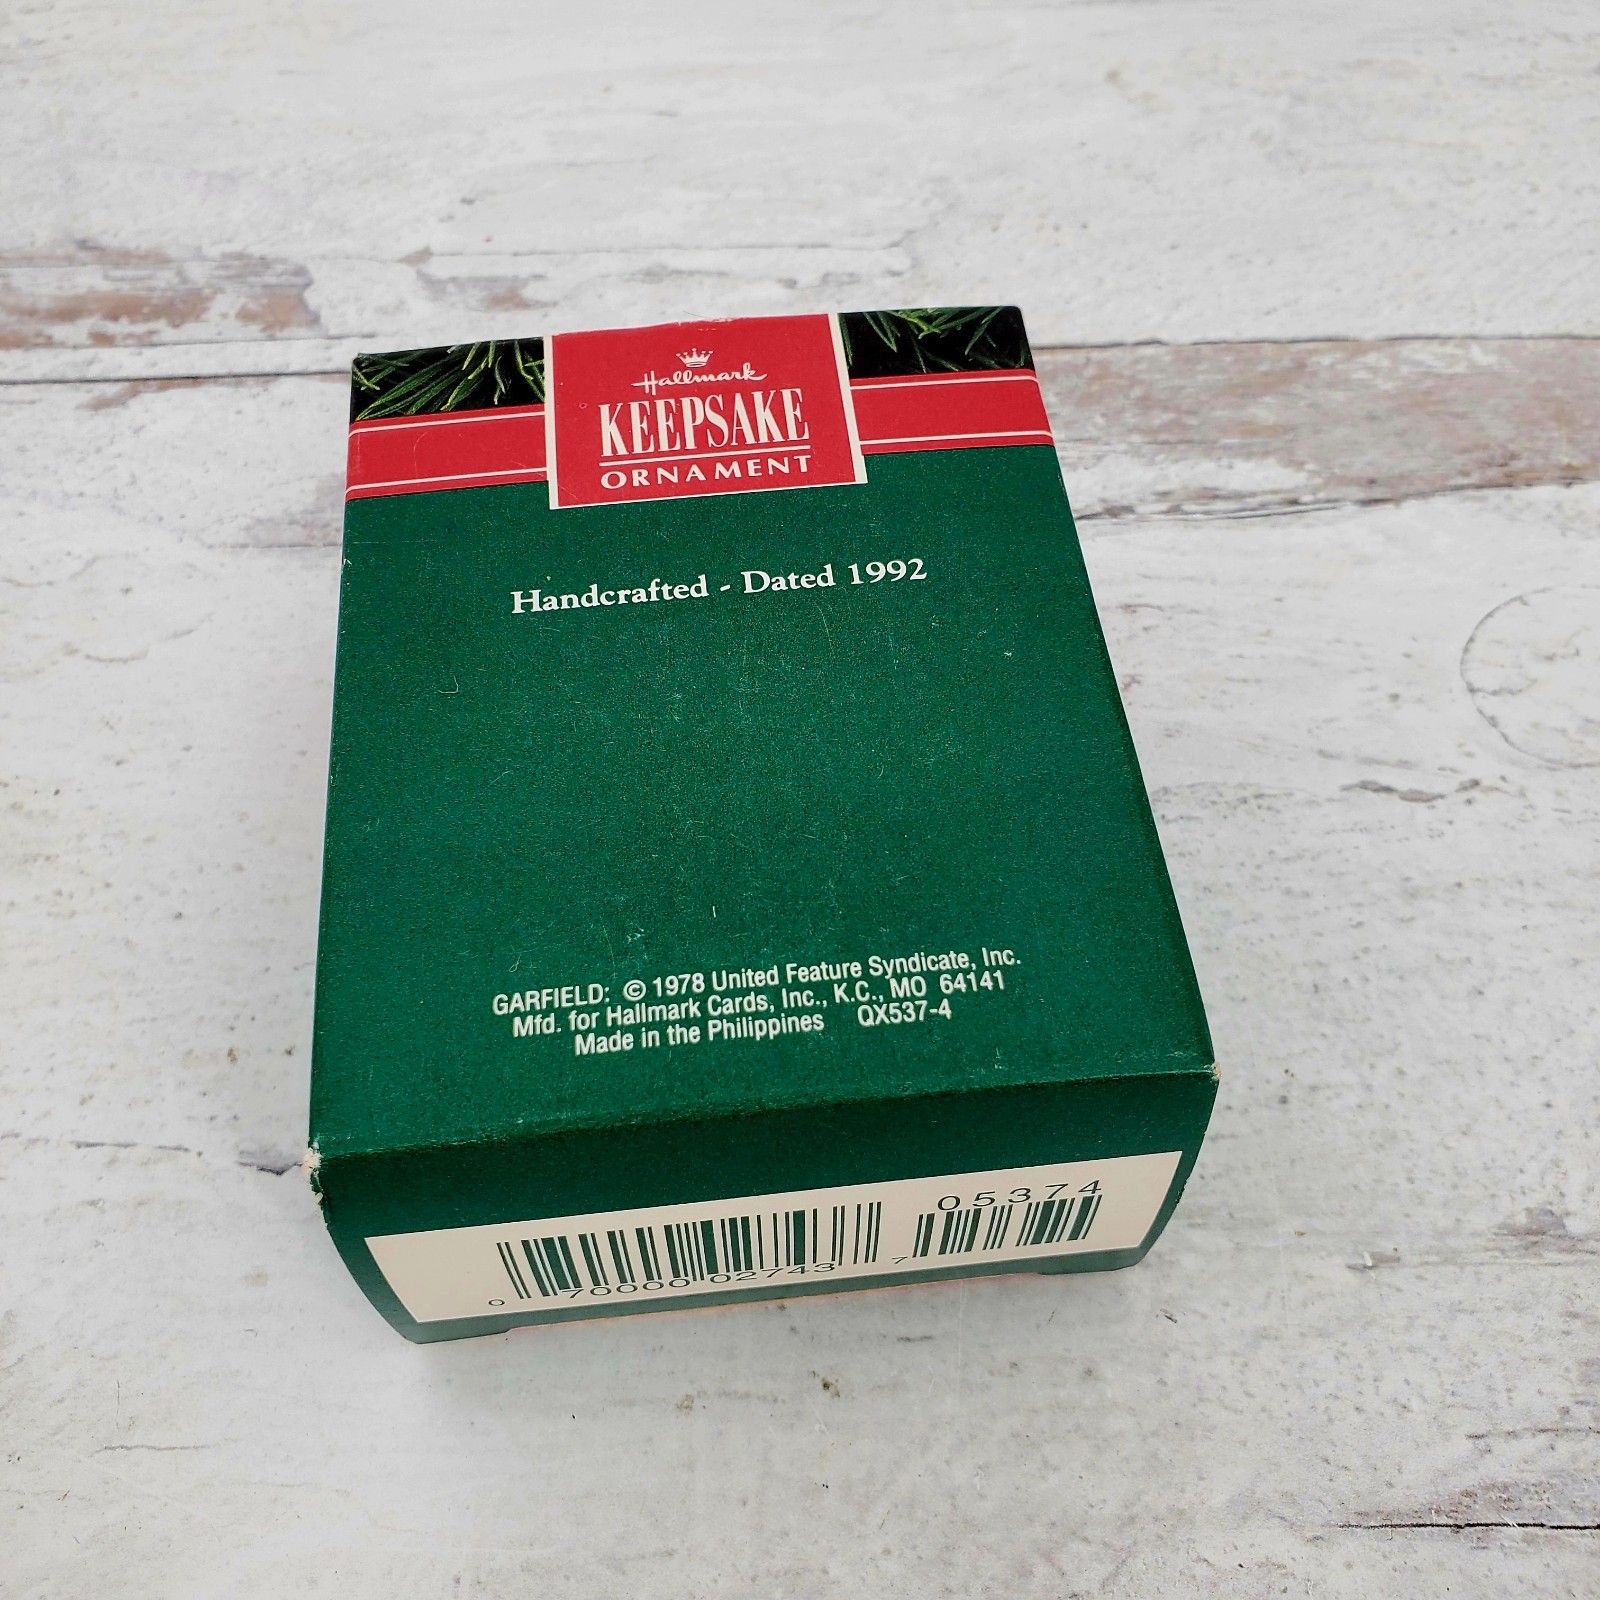 Hallmark
KEEPSAKE
ORNAMENT
Handcrafted - Dated 1992
GARFIELD: © 1978 United Feature Syndicate, Inc.
Mfd. for Hallmark Cards, Inc., K.C., MO 64141
Made in the Philippines QX537-4
05374
0 70000 02743 7